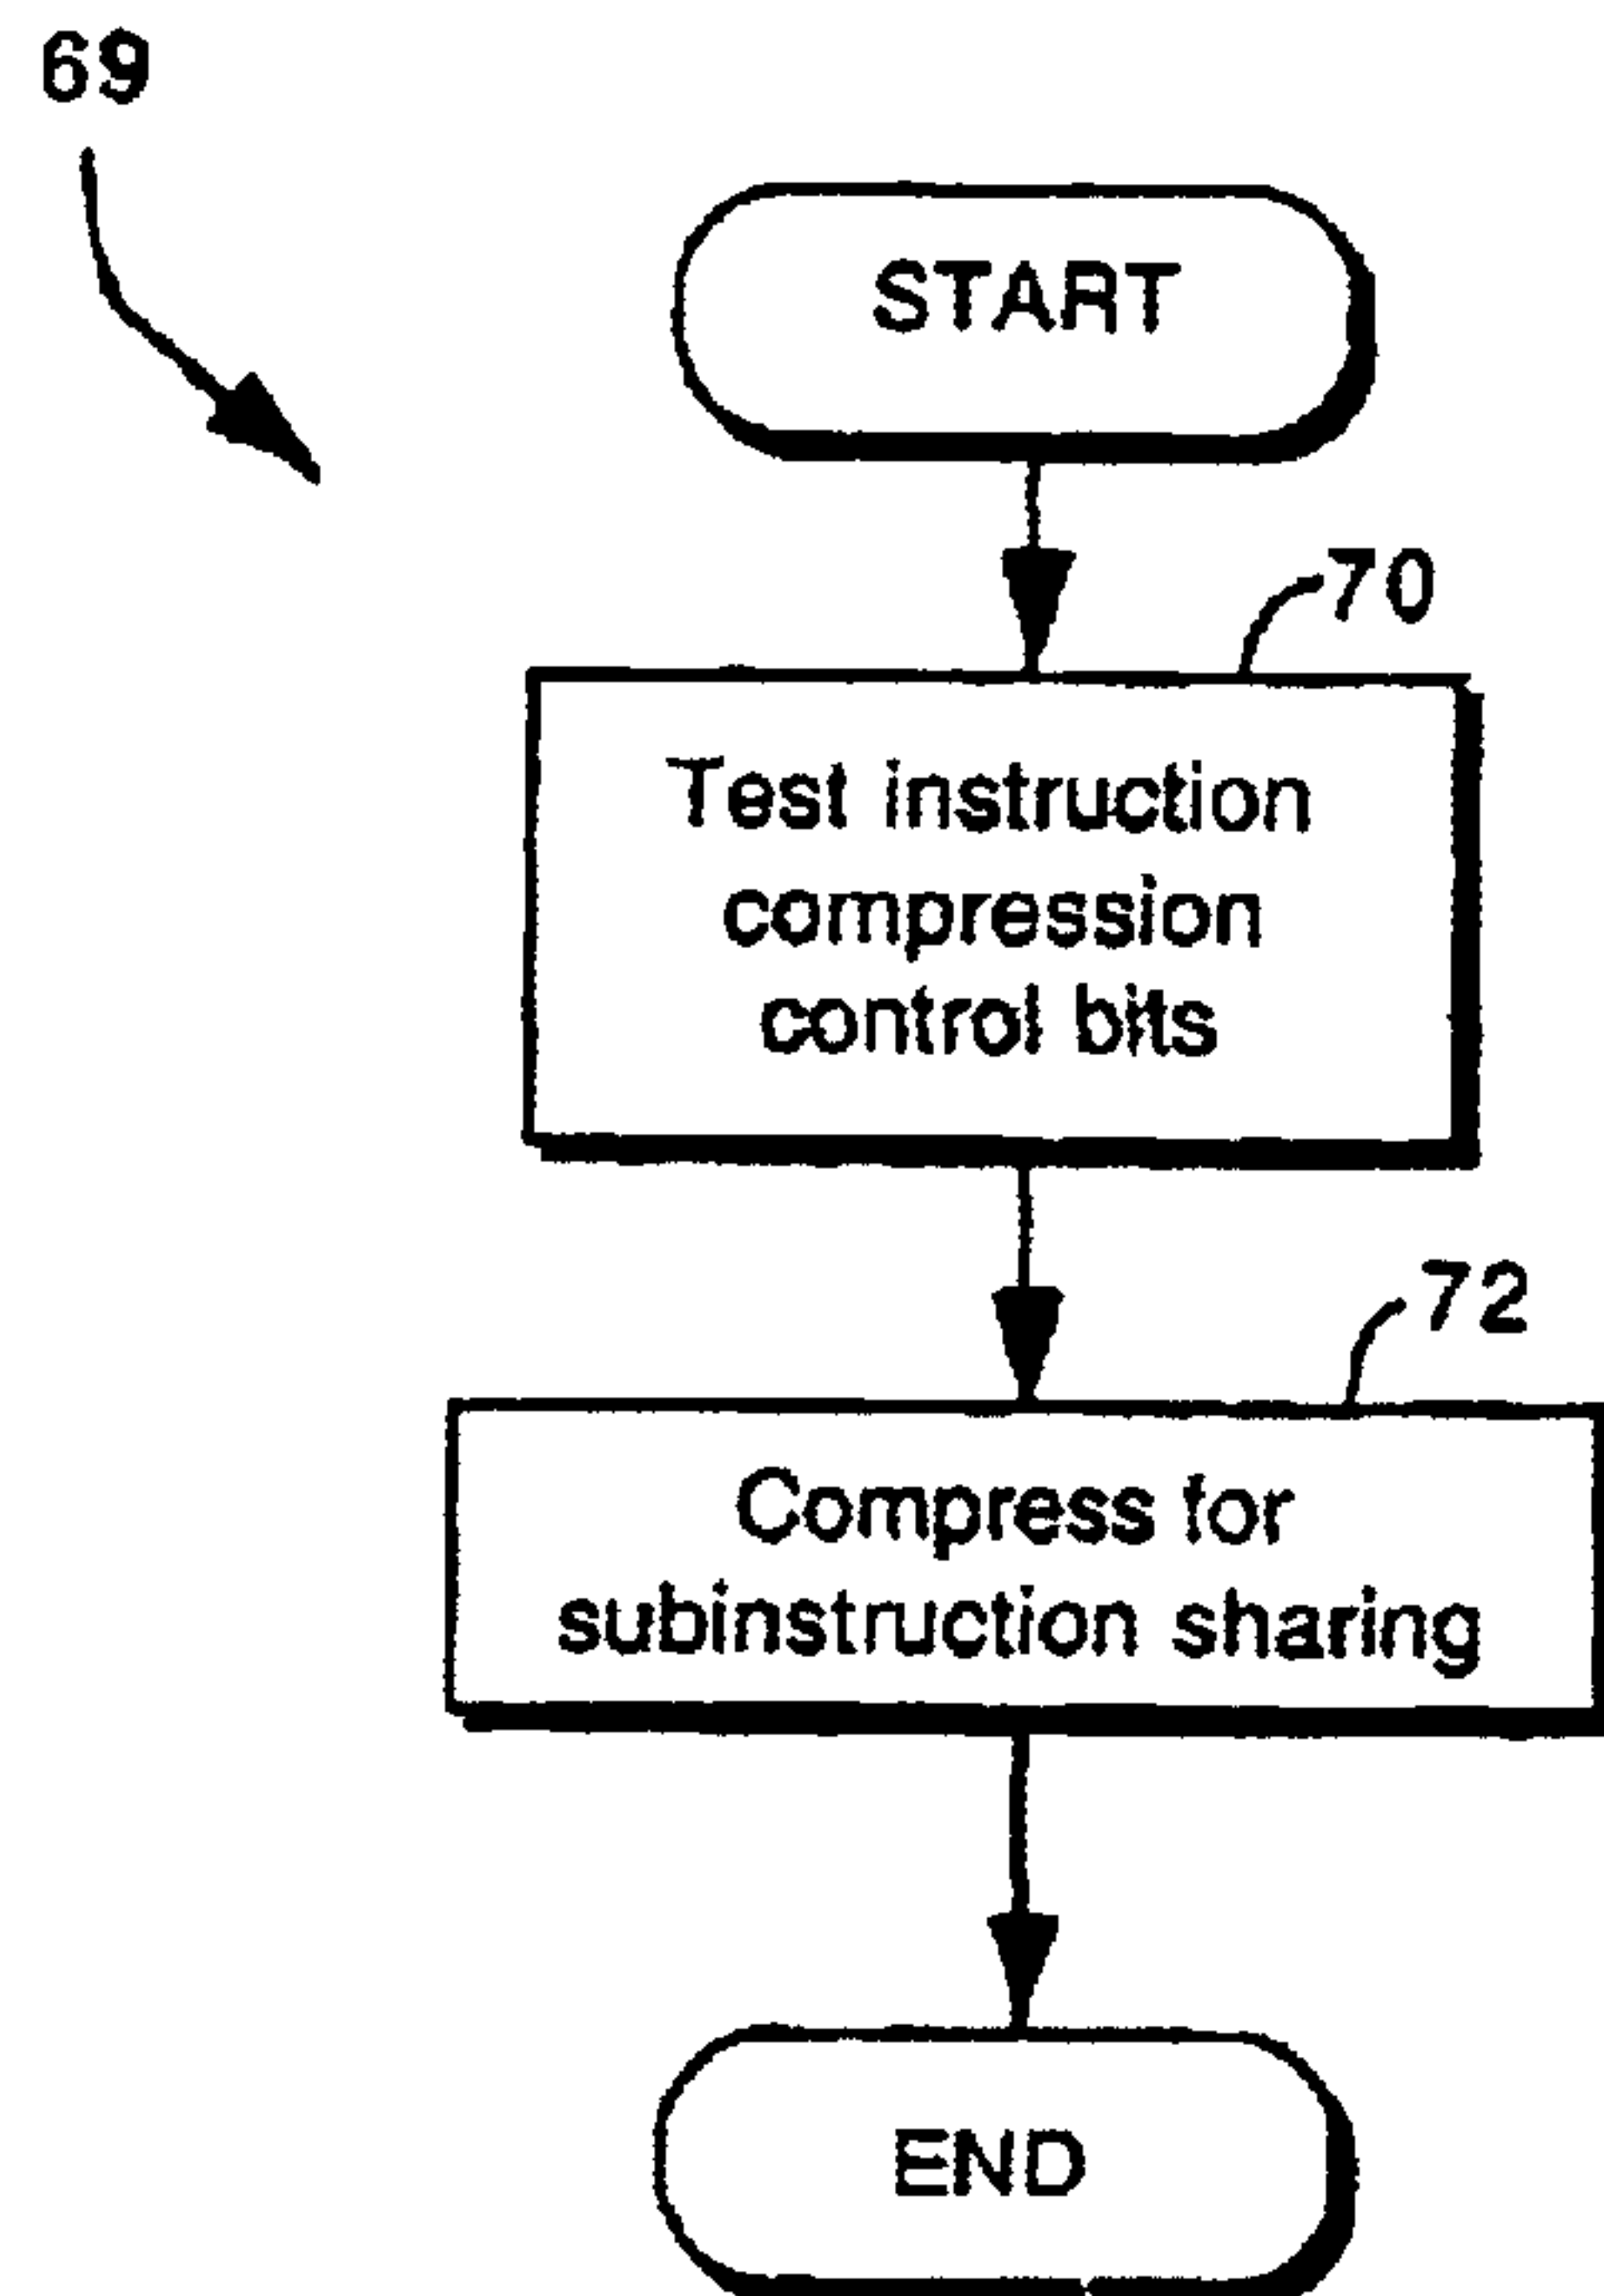 69
START
70
Test instruction
compression
control bits
72
Compress for
subinstruction sharing
END